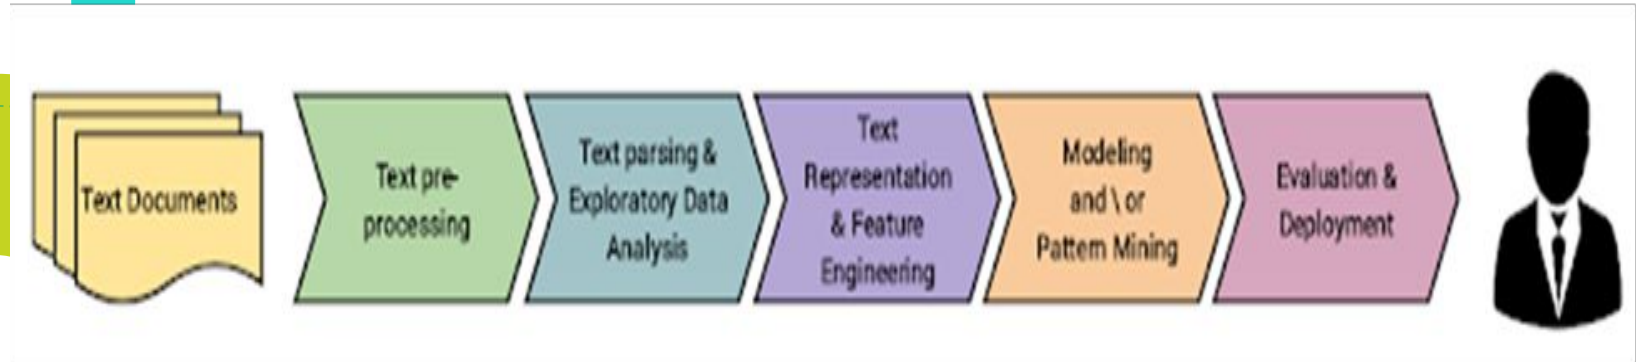 Text Documents
Text pre-
processing
Text parsing &
Exploratory Data
Analysis
Text
Representation
& Feature
Engineering
Modeling
and \ or
Pattern Mining
Evaluation &
Deployment